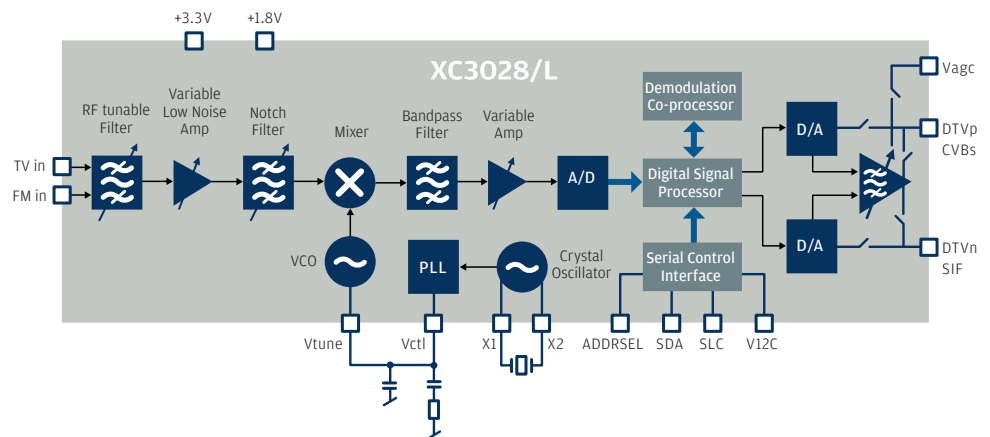 +3.3V
+1.8V
XC3028/L
RF tunable
Filter
Variable
Low Noise
Amp
Notch
Filter
Mixer
Bandpass
Filter
Variable
Amp
Demodulation
Co-processor
Vagc
TV in
FM in
A/D
Digital Signal
Processor
D/A
DTVp
CVBs
VCO
PLL
Crystal
Oscillator
Serial Control
Interface
D/A
DTVn
SIF
Vtune
Vctl
X1
X2
ADDRSEL
SDA
SLC
V12C